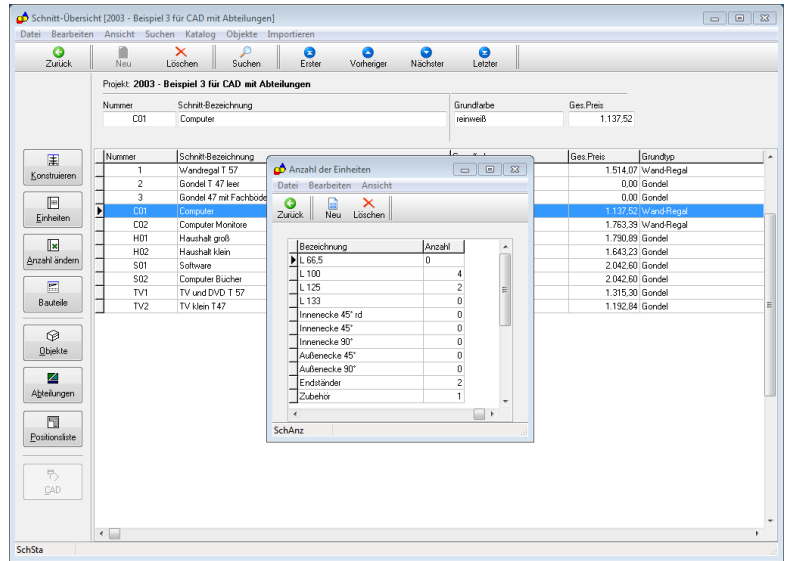 Schnitt-Übersicht [2003 - Beispiel 3 für CAD mit Abteilungen]
Datei Bearbeiten Ansicht Suchen Katalog Objekte Importieren
Zurück Neu Löschen Suchen Erster Vorheriger Nächster Letzter
Projekt: 2003 - Beispiel 3 für CAD mit Abteilungen
Nummer Schnitt-Bezeichnung Grundfarbe Ges.Preis
C01 Computer reinweiß 1.137,52
Konstruieren
Einheiten
Anzahl ändern
Bauteile
Objekte
Abteilungen
Positionsliste
CAD
Nummer Schnitt-Bezeichnung Ges.Preis Grundtyp
1 Wandregal T 57 1.514,07 Wand-Regal
2 Gondel T 47 leer 0,00 Gondel
3 Gondel 47 mit Fachböde 0,00 Gondel
C01 Computer 1.137,52 Wand-Regal
C02 Computer Monitore 1.763,39 Wand-Regal
H01 Haushalt groß 1.790,89 Gondel
H02 Haushalt klein 1.643,23 Gondel
S01 Software 2.042,60 Gondel
S02 Computer Bücher 2.042,60 Gondel
TV1 TV und DVD T 57 1.315,30 Gondel
TV2 TV klein T47 1.192,84 Gondel
Anzahl der Einheiten
Datei Bearbeiten Ansicht
Zurück Neu Löschen
Bezeichnung Anzahl
L 66,5 0
L 100 4
L 125 2
L 133 0
Innenecke 45° rd 0
Innenecke 45° 0
Innenecke 90° 0
Außenecke 45° 0
Außenecke 90° 0
Endständer 2
Zubehör 1
SchAnz
SchSta